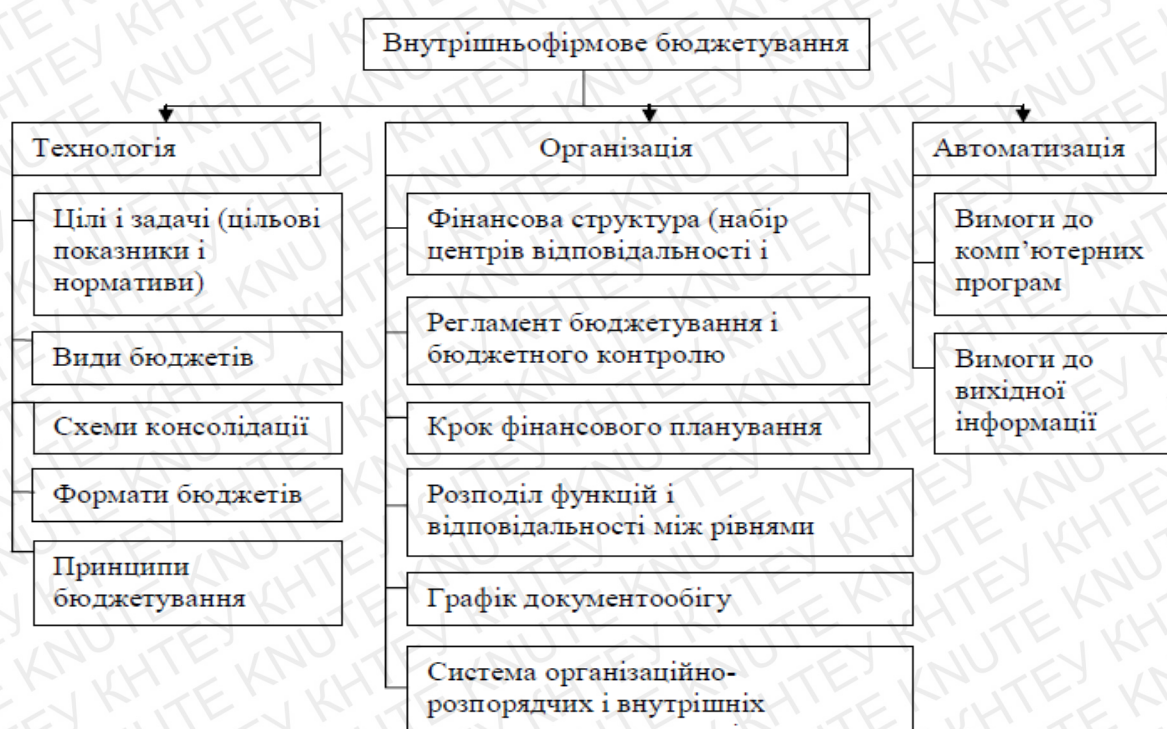 Внутрішньофірмове бюджетування
Технологія
Цілі і задачі (цільові
показники і
нормативи)
Види бюджетів
Схеми консолідації
Формати бюджетів
Принципи
бюджетування
Організація
Фінансова структура (набір
центрів відповідальності і
Регламент бюджетування і
бюджетного контролю
Крок фінансового планування
Розподіл функцій і
відповідальності між рівнями
Графік документообігу
Система організаційно-
розпорядчих і внутрішніх
Автоматизація
Вимоги до
комп’ютерних
програм
Вимоги до
вихідної
інформації